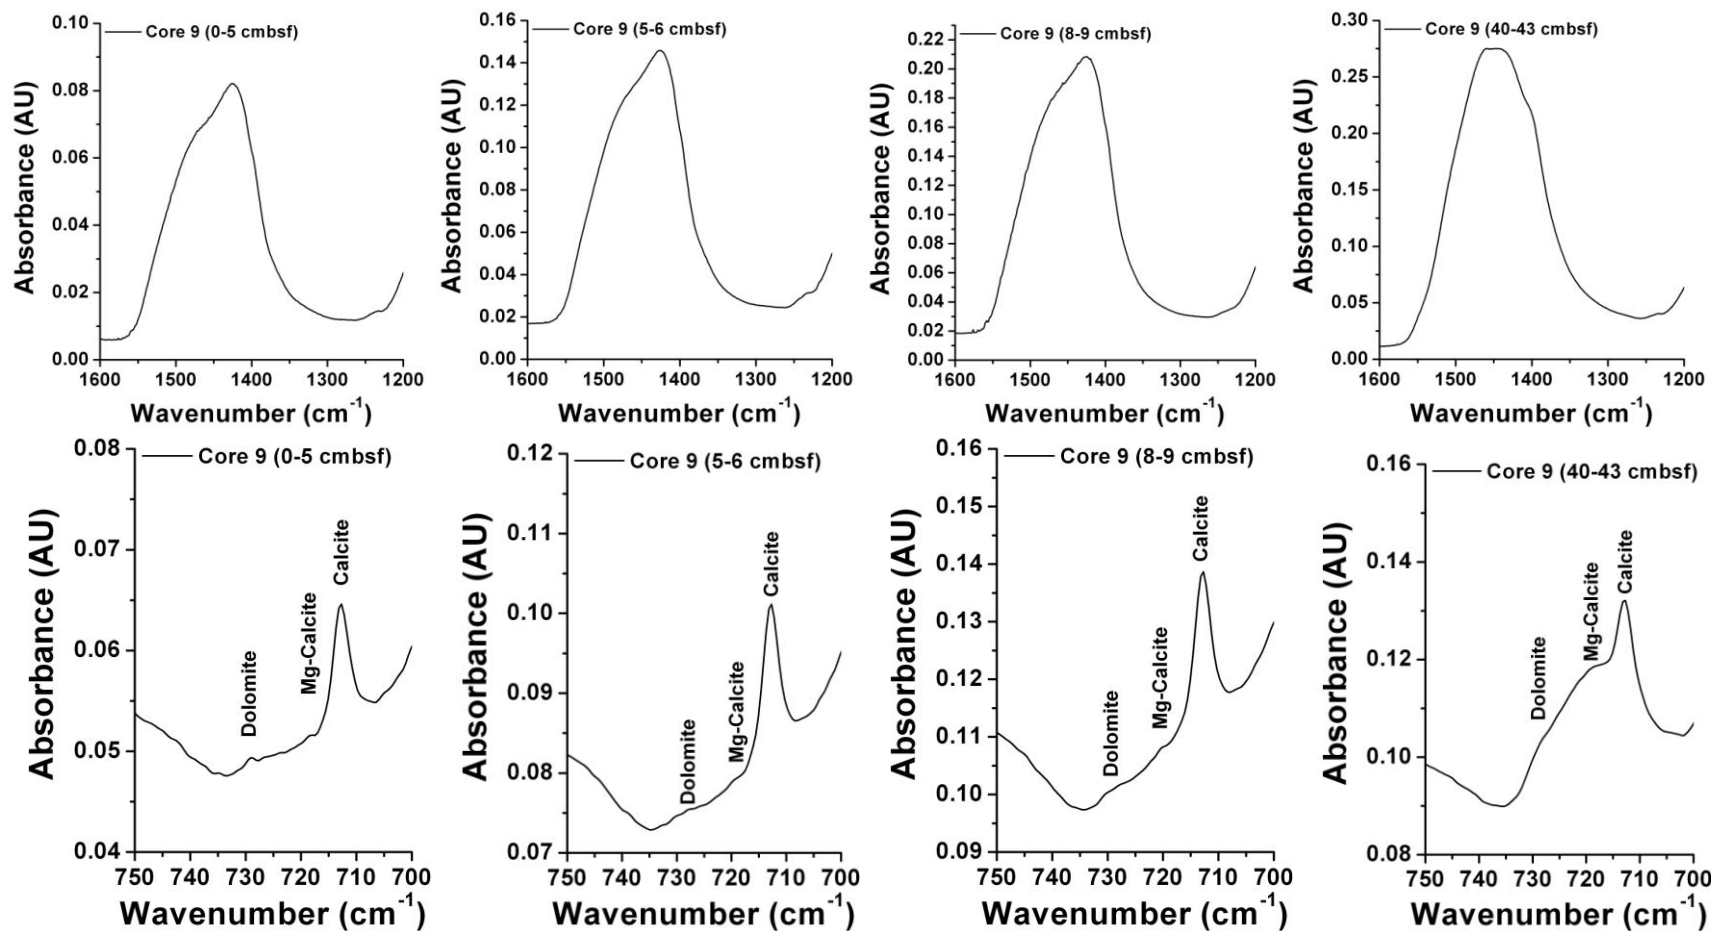 Core 9 (0-5 cmbsf)
0.10
0.08
0.06
0.04
0.02
0.00
Absorbance (AU)
1600 1500 1400 1300 1200
Wavenumber (cm-1)
Core 9 (5-6 cmbsf)
0.16
0.14
0.12
0.10
0.08
0.06
0.04
0.02
0.00
Absorbance (AU)
1600 1500 1400 1300 1200
Wavenumber (cm-1)
Core 9 (8-9 cmbsf)
0.22
0.20
0.18
0.16
0.14
0.12
0.10
0.08
0.06
0.04
0.02
0.00
Absorbance (AU)
1600 1500 1400 1300 1200
Wavenumber (cm-1)
Core 9 (40-43 cmbsf)
0.30
0.25
0.20
0.15
0.10
0.05
0.00
Absorbance (AU)
1600 1500 1400 1300 1200
Wavenumber (cm-1)
Core 9 (0-5 cmbsf)
0.08
0.07
0.06
0.05
0.04
Absorbance (AU)
Dolomite
Mg-Calcite
Calcite
750 740 730 720 710 700
Wavenumber (cm-1)
Core 9 (5-6 cmbsf)
0.12
0.11
0.10
0.09
0.08
0.07
Absorbance (AU)
Dolomite
Mg-Calcite
Calcite
750 740 730 720 710 700
Wavenumber (cm-1)
Core 9 (8-9 cmbsf)
0.16
0.15
0.14
0.13
0.12
0.11
0.10
0.09
Absorbance (AU)
Dolomite
Mg-Calcite
Calcite
750 740 730 720 710 700
Wavenumber (cm-1)
Core 9 (40-43 cmbsf)
0.16
0.14
0.12
0.10
0.08
Absorbance (AU)
Dolomite
Mg-Calcite
Calcite
750 740 730 720 710 700
Wavenumber (cm-1)